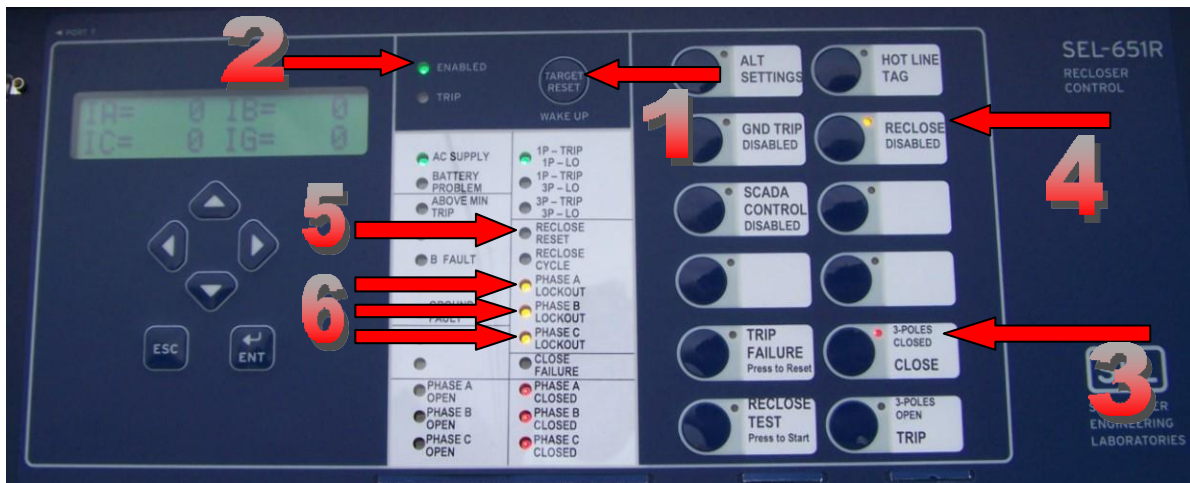 ◄ PORT F
IA= 0 IB= 0
IC= 0 IG= 0
ESC
ENT
2
ENABLED
TRIP
TARGET
RESET
WAKE UP
1
AC SUPPLY
BATTERY
PROBLEM
ABOVE MIN
TRIP
B FAULT
FAULT
PHASE A
OPEN
PHASE B
OPEN
PHASE C
OPEN
1P – TRIP
1P – LO
1P – TRIP
3P – LO
3P – TRIP
3P – LO
RECLOSE
RESET
RECLOSE
CYCLE
PHASE A
LOCKOUT
PHASE B
LOCKOUT
PHASE C
LOCKOUT
CLOSE
FAILURE
PHASE A
CLOSED
PHASE B
CLOSED
PHASE C
CLOSED
5
6
ALT
SETTINGS
HOT LINE
TAG
GND TRIP
DISABLED
RECLOSE
DISABLED
SCADA
CONTROL
DISABLED
TRIP
FAILURE
Press to Reset
3-POLES
CLOSED
CLOSE
RECLOSE
TEST
Press to Start
3-POLES
OPEN
TRIP
SEL-651R
RECLOSER
CONTROL
4
3
ENGINEERING
LABORATORIES